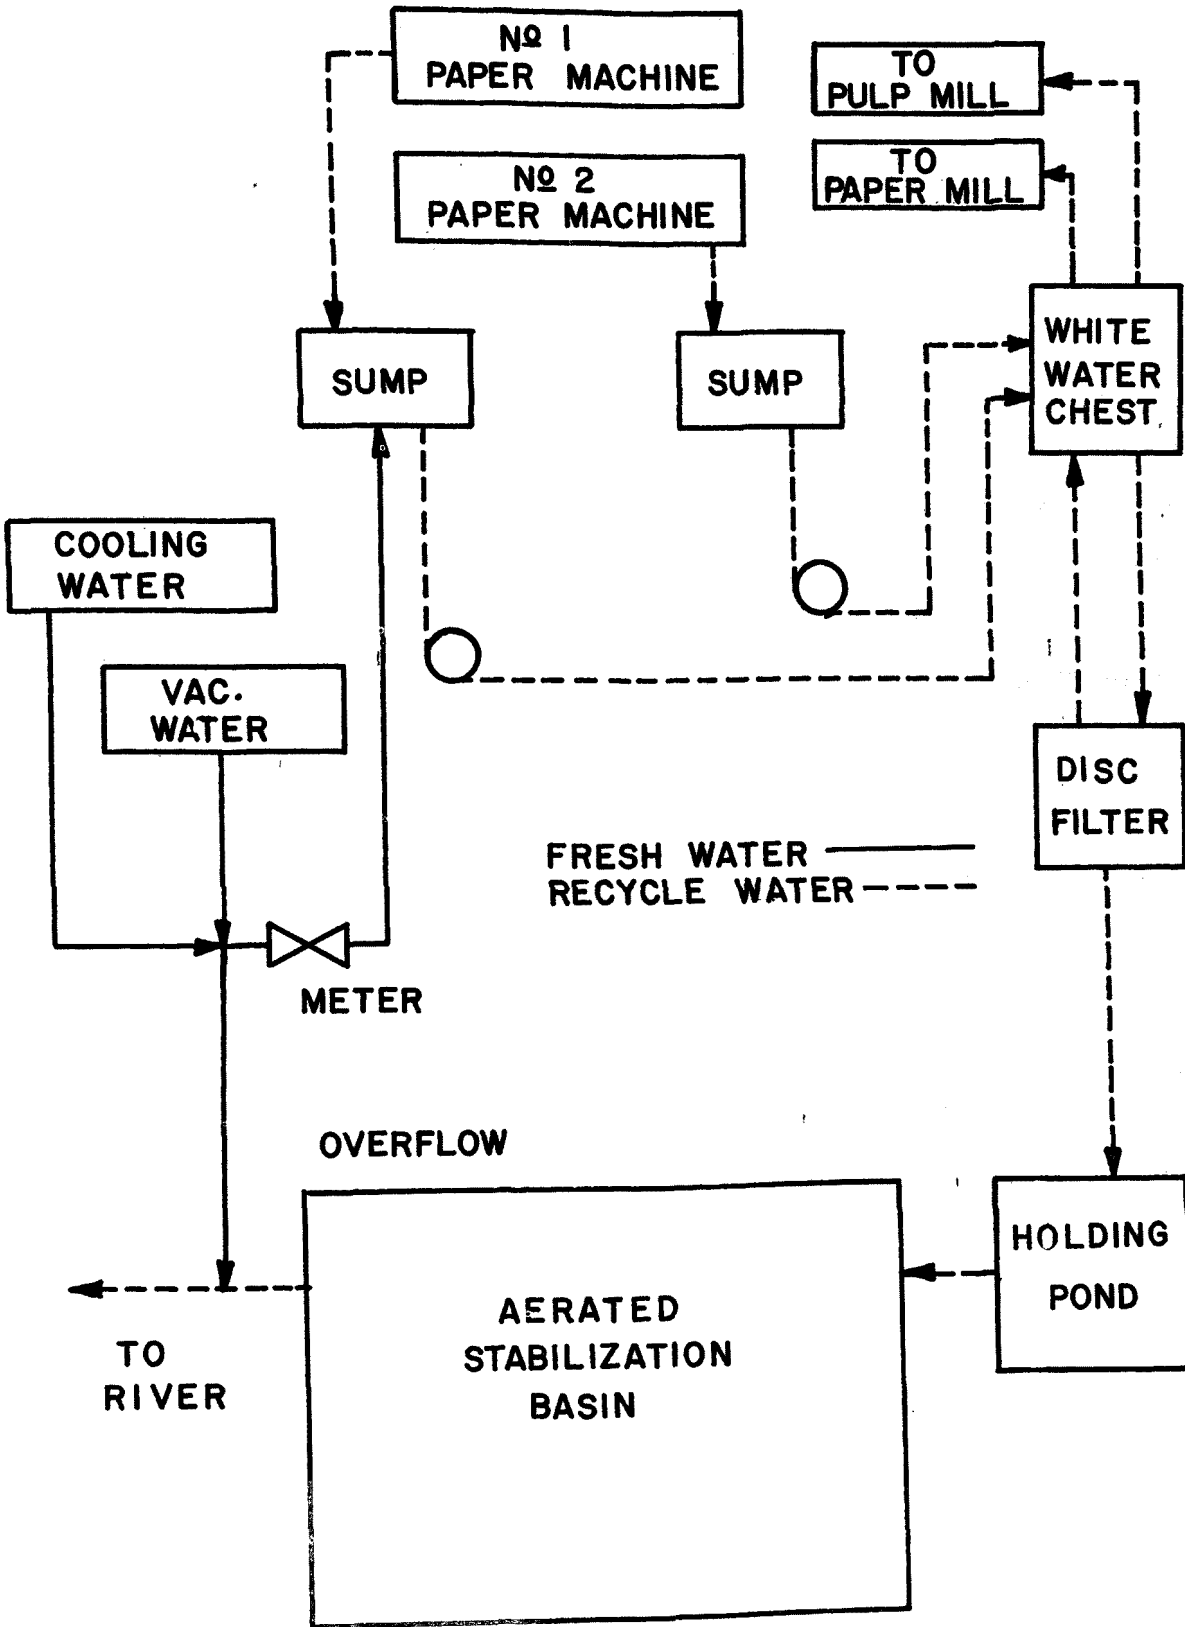 Nº 1
PAPER MACHINE
TO
PULP MILL
Nº 2
PAPER MACHINE
TO
PAPER MILL
SUMP
SUMP
WHITE
WATER
CHEST
COOLING
WATER
VAC.
WATER
DISC
FILTER
FRESH WATER
RECYCLE WATER
METER
OVERFLOW
HOLDING
POND
AERATED
STABILIZATION
BASIN
TO
RIVER